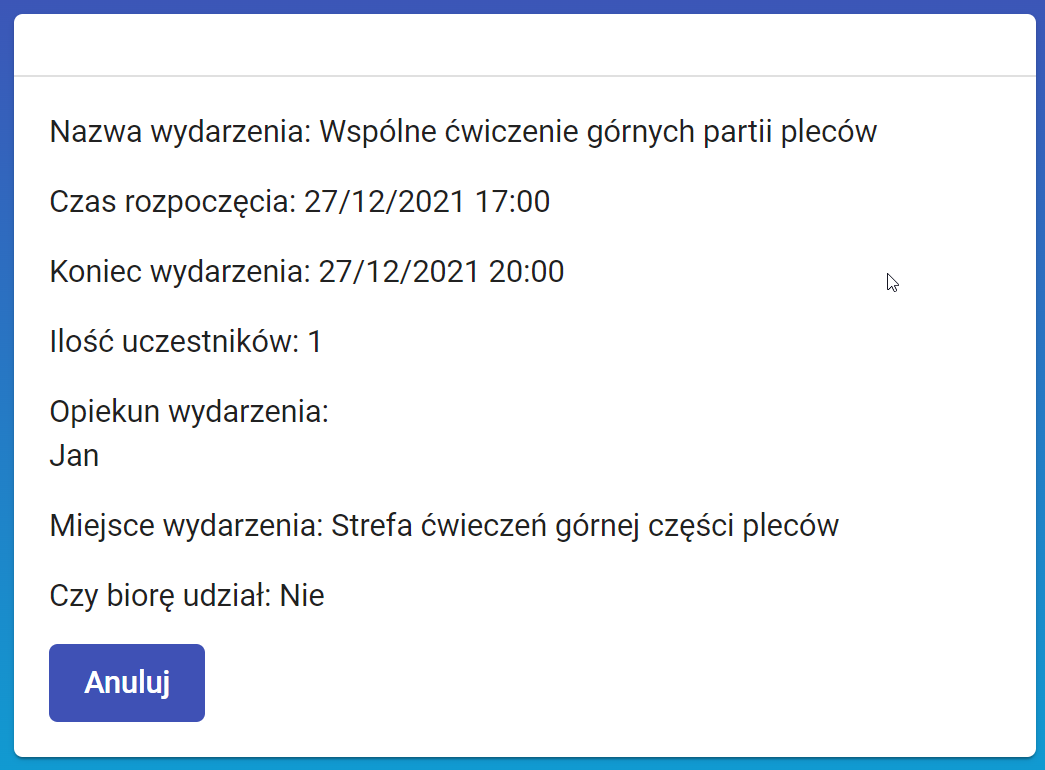 Nazwa wydarzenia: Wspólne ćwiczenie górnych partii pleców
Czas rozpoczęcia: 27/12/2021 17:00
Koniec wydarzenia: 27/12/2021 20:00
Ilość uczestników: 1
Opiekun wydarzenia:
Jan
Miejsce wydarzenia: Strefa ćwieczeń górnej części pleców
Czy biorę udział: Nie
Anuluj